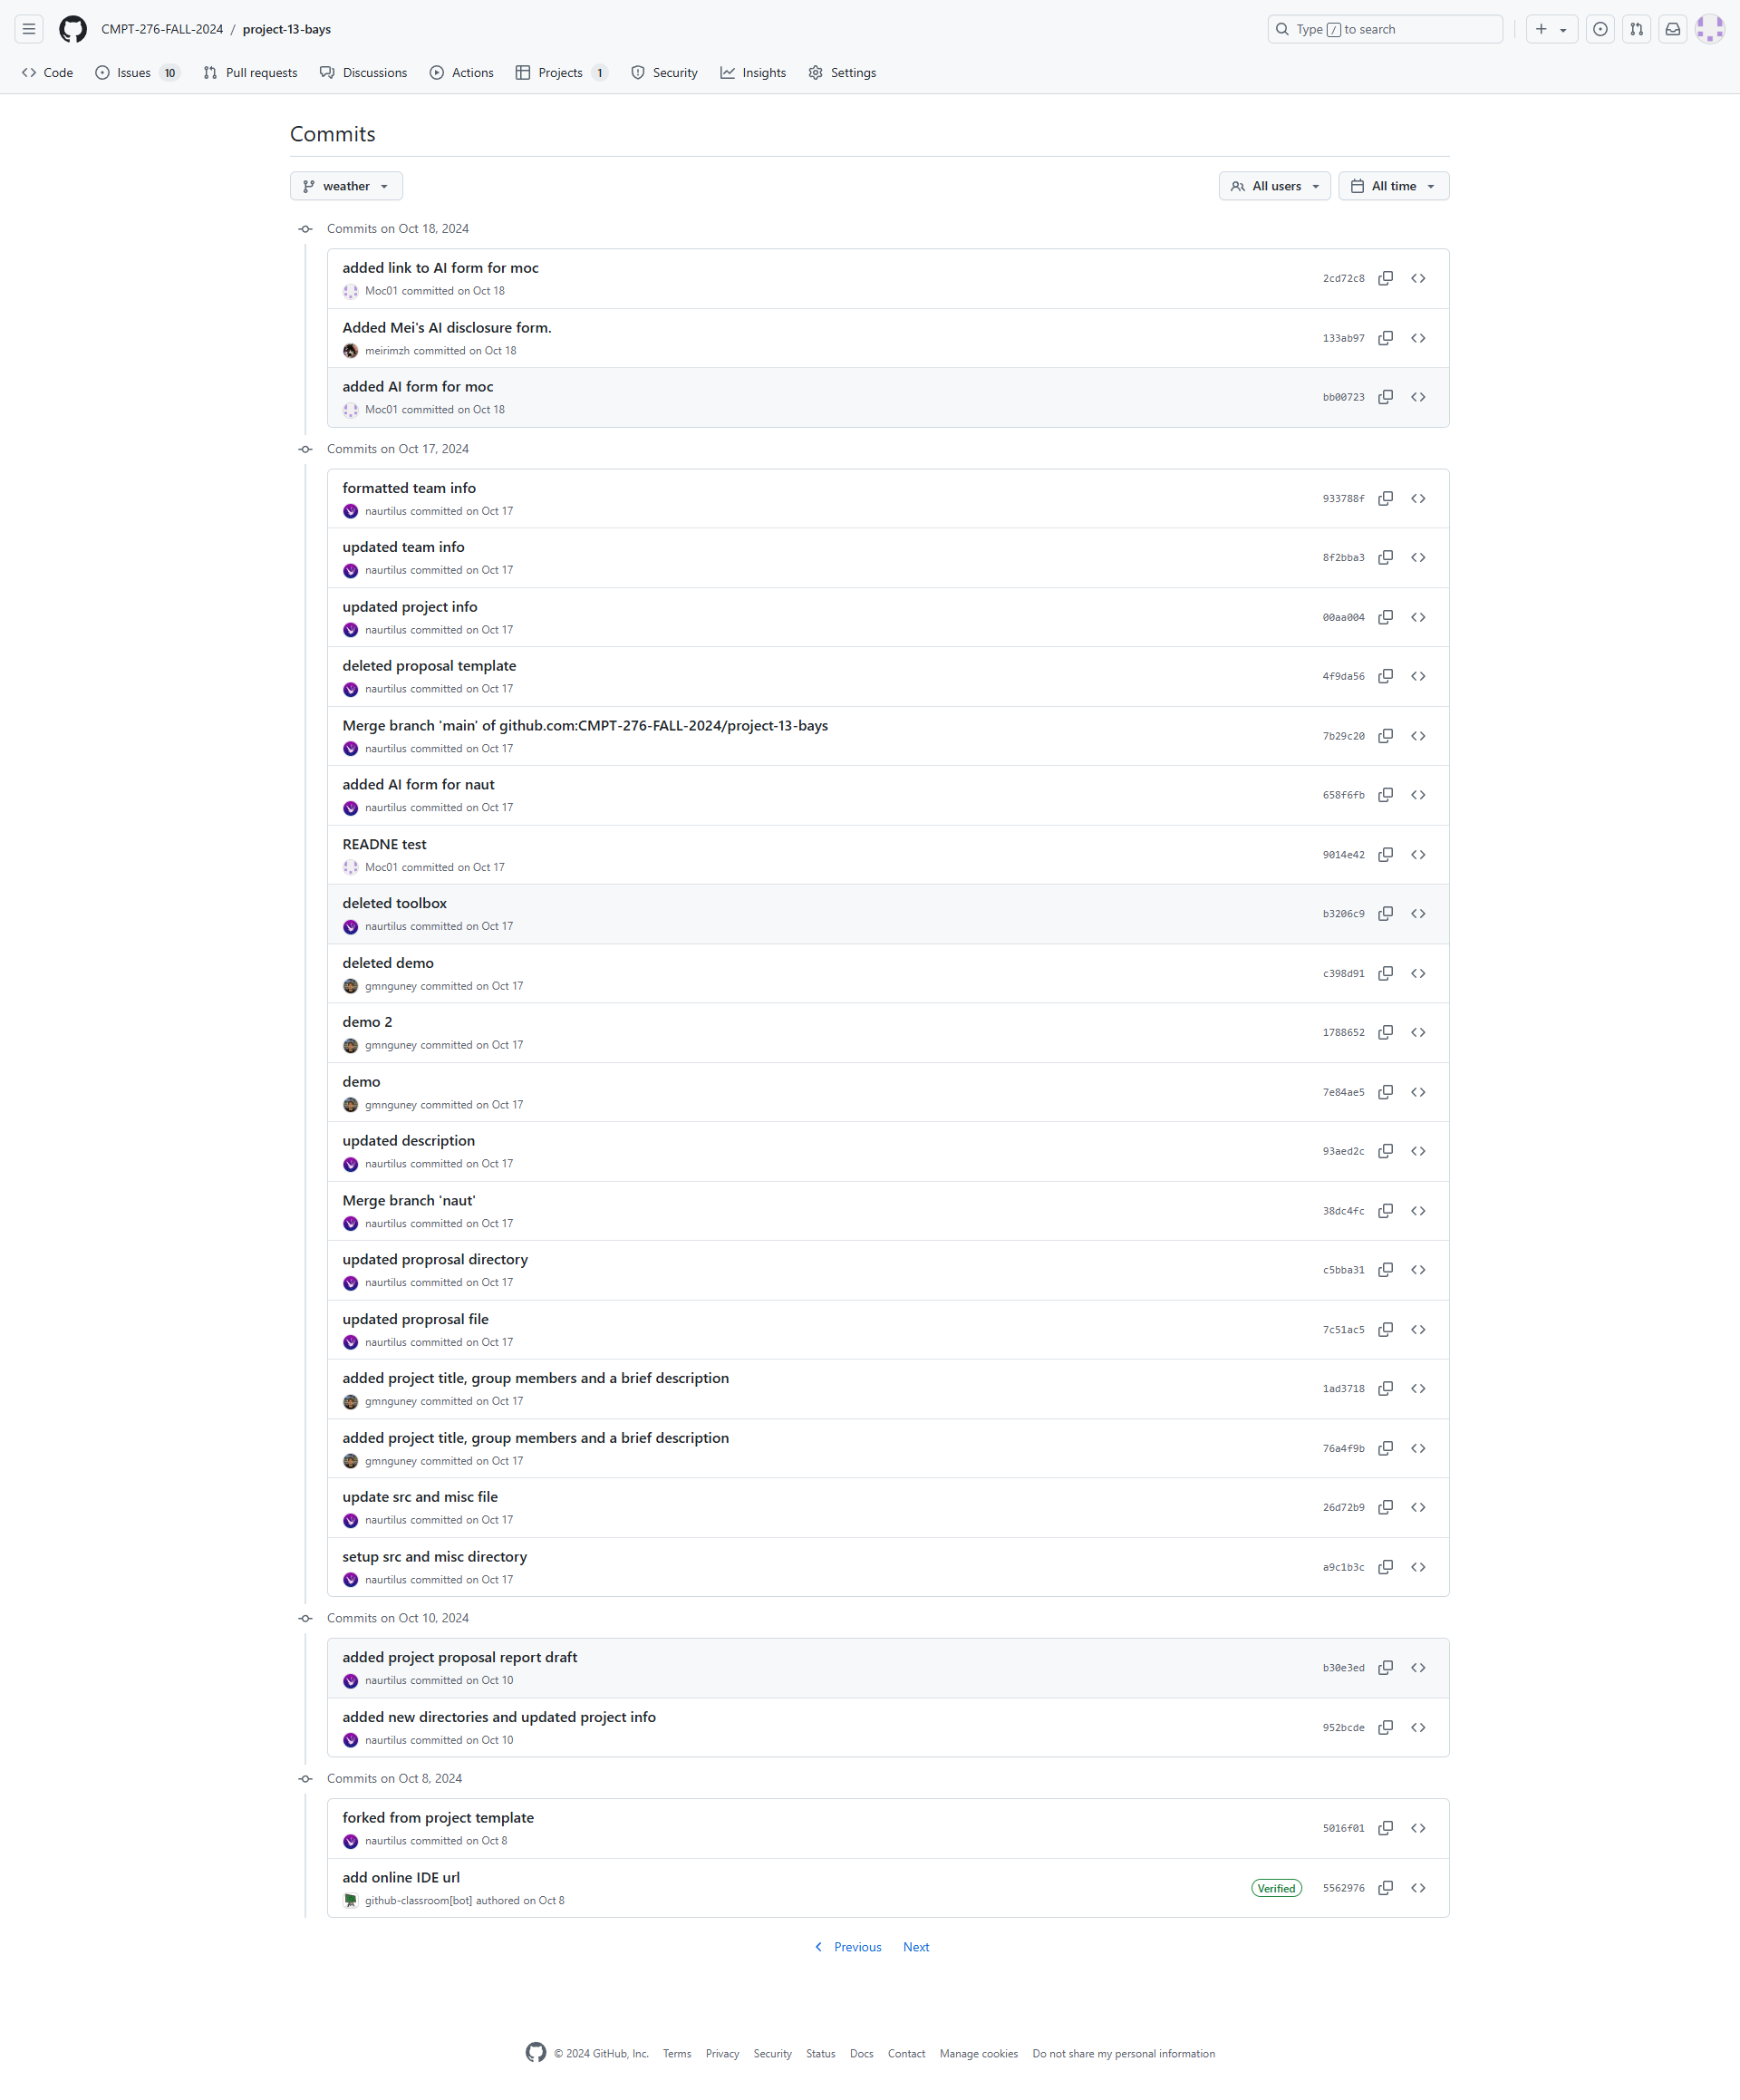 CMPT-276-FALL-2024 / project-13-bays
Type / to search
Code Issues 10 Pull requests Discussions Actions Projects 1 Security Insights Settings
Commits
weather All users All time
Commits on Oct 18, 2024
added link to AI form for moc
Moc01 committed on Oct 18
2cd72c8
Added Mei's AI disclosure form.
meirimzh committed on Oct 18
133ab97
added AI form for moc
Moc01 committed on Oct 18
bb00723
Commits on Oct 17, 2024
formatted team info
naurtilus committed on Oct 17
933788f
updated team info
naurtilus committed on Oct 17
8f2bba3
updated project info
naurtilus committed on Oct 17
00aa004
deleted proposal template
naurtilus committed on Oct 17
4f9da56
Merge branch 'main' of github.com:CMPT-276-FALL-2024/project-13-bays
naurtilus committed on Oct 17
7b29c20
added AI form for naut
naurtilus committed on Oct 17
658f6fb
READNE test
Moc01 committed on Oct 17
9014e42
deleted toolbox
naurtilus committed on Oct 17
b3206c9
deleted demo
gmnguney committed on Oct 17
c398d91
demo 2
gmnguney committed on Oct 17
1788652
demo
gmnguney committed on Oct 17
7e84ae5
updated description
naurtilus committed on Oct 17
93aed2c
Merge branch 'naut'
naurtilus committed on Oct 17
38dc4fc
updated proprosal directory
naurtilus committed on Oct 17
c5bba31
updated proprosal file
naurtilus committed on Oct 17
7c51ac5
added project title, group members and a brief description
gmnguney committed on Oct 17
1ad3718
added project title, group members and a brief description
gmnguney committed on Oct 17
76a4f9b
update src and misc file
naurtilus committed on Oct 17
26d72b9
setup src and misc directory
naurtilus committed on Oct 17
a9c1b3c
Commits on Oct 10, 2024
added project proposal report draft
naurtilus committed on Oct 10
b30e3ed
added new directories and updated project info
naurtilus committed on Oct 10
952bcde
Commits on Oct 8, 2024
forked from project template
naurtilus committed on Oct 8
5016f01
add online IDE url
github-classroom[bot] authored on Oct 8
Verified 5562976
Previous Next
© 2024 GitHub, Inc. Terms Privacy Security Status Docs Contact Manage cookies Do not share my personal information